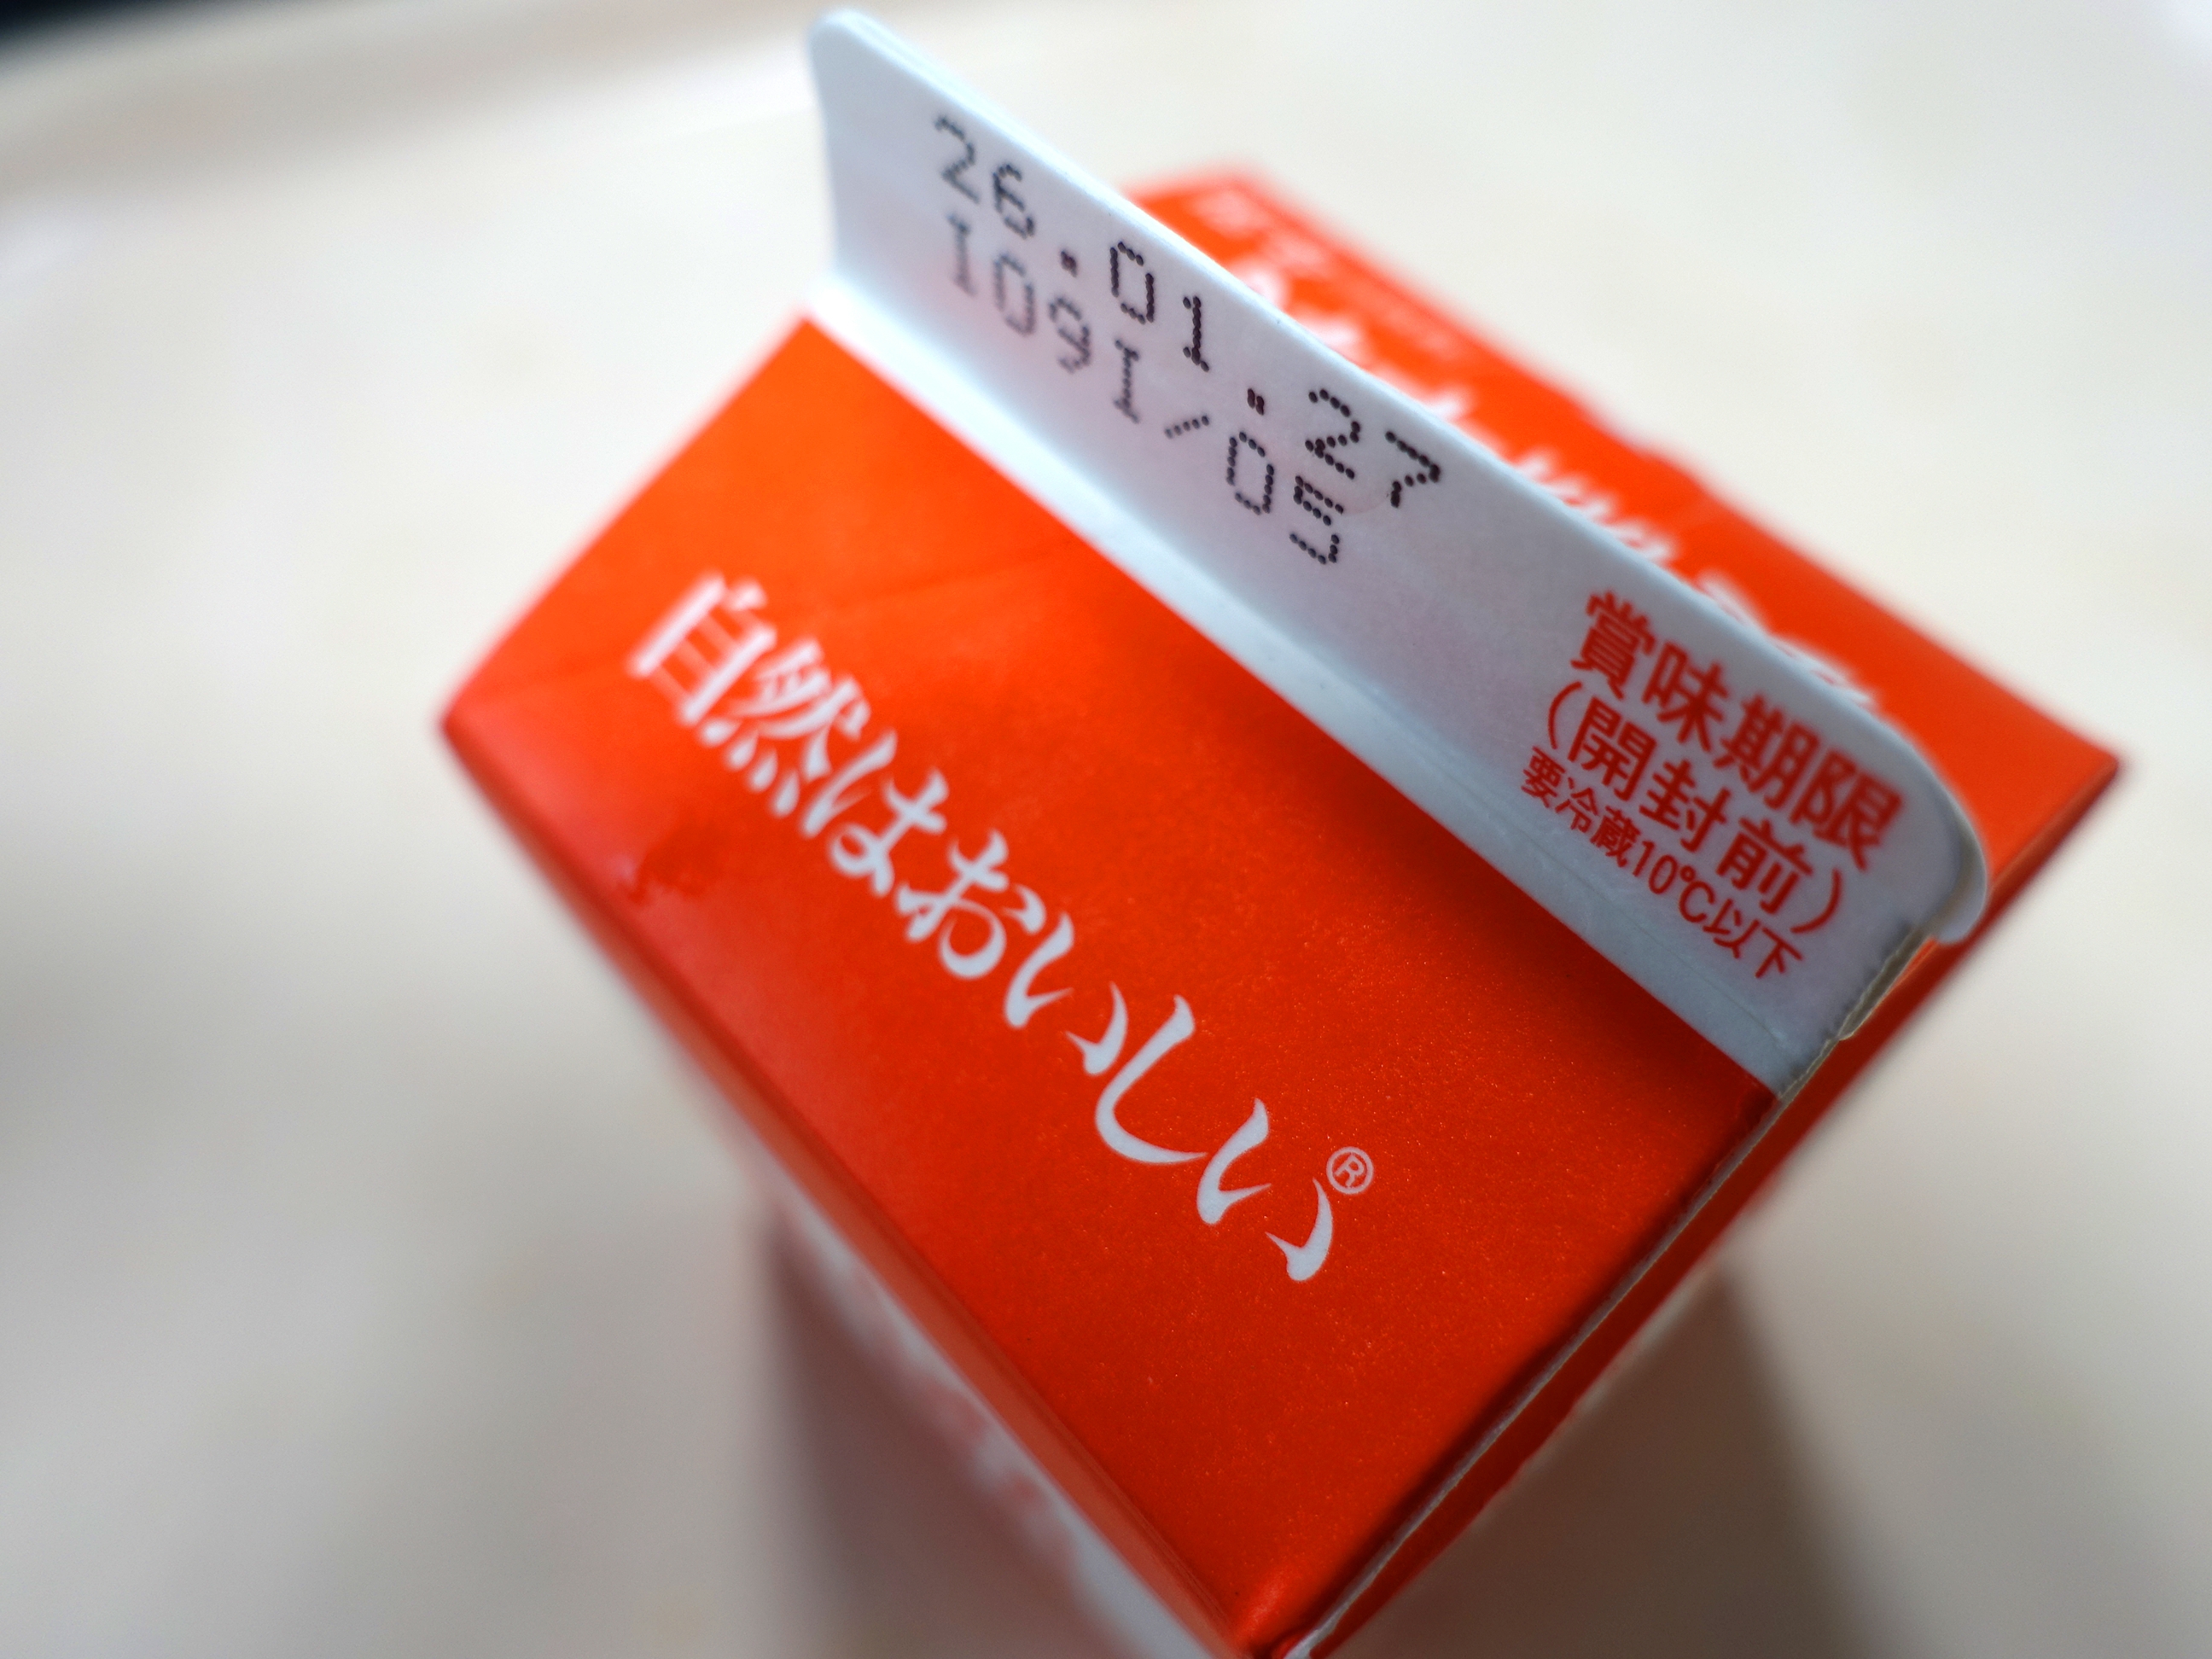 26.01.27
109I/05
賞味期限
(開封前)
要冷蔵10℃以下
自然はおいしい®